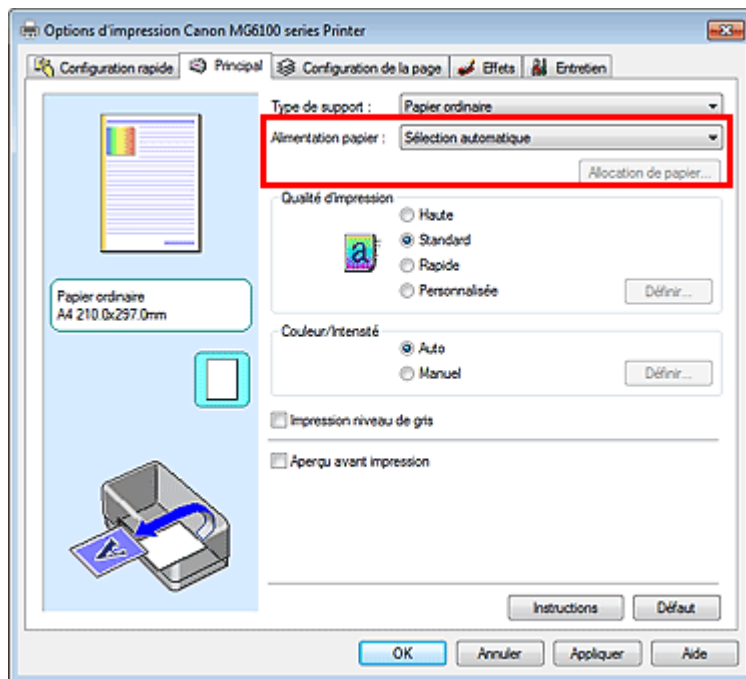 Options d'impression Canon MG6100 series Printer
Configuration rapide Principal Configuration de la page Effets Entretien
Type de support : Papier ordinaire
Alimentation papier : Sélection automatique
Allocation de papier...
Qualité d'impression
Haute
a Standard
Rapide
Personnalisée Définir...
Papier ordinaire
A4 210.0x297.0mm
Couleur/Intensité
Auto
Manuel Définir...
Impression niveau de gris
Aperçu avant impression
A
Instructions Défaut
OK Annuler Appliquer Aide